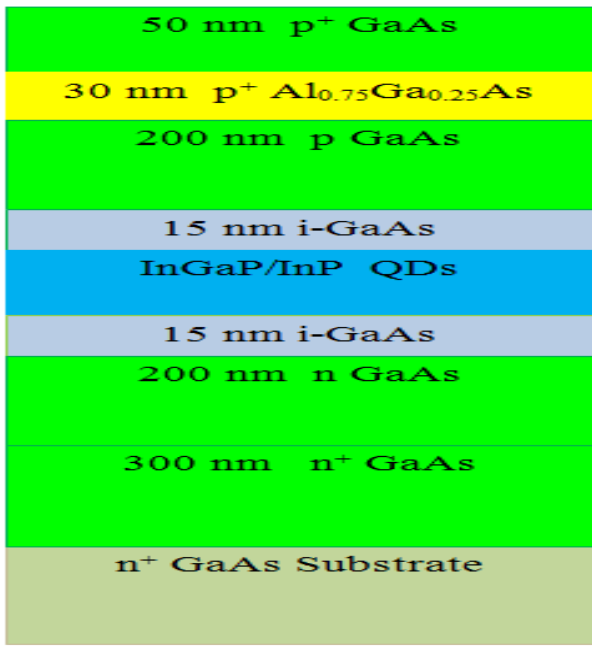 50 nm  p⁺ GaAs
30 nm  p⁺ Al₀.₇₅Ga₀.₂₅As
200 nm  p GaAs
15 nm i-GaAs
InGaP/InP  QDs
15 nm i-GaAs
200 nm  n GaAs
300 nm   n⁺ GaAs
n⁺ GaAs Substrate